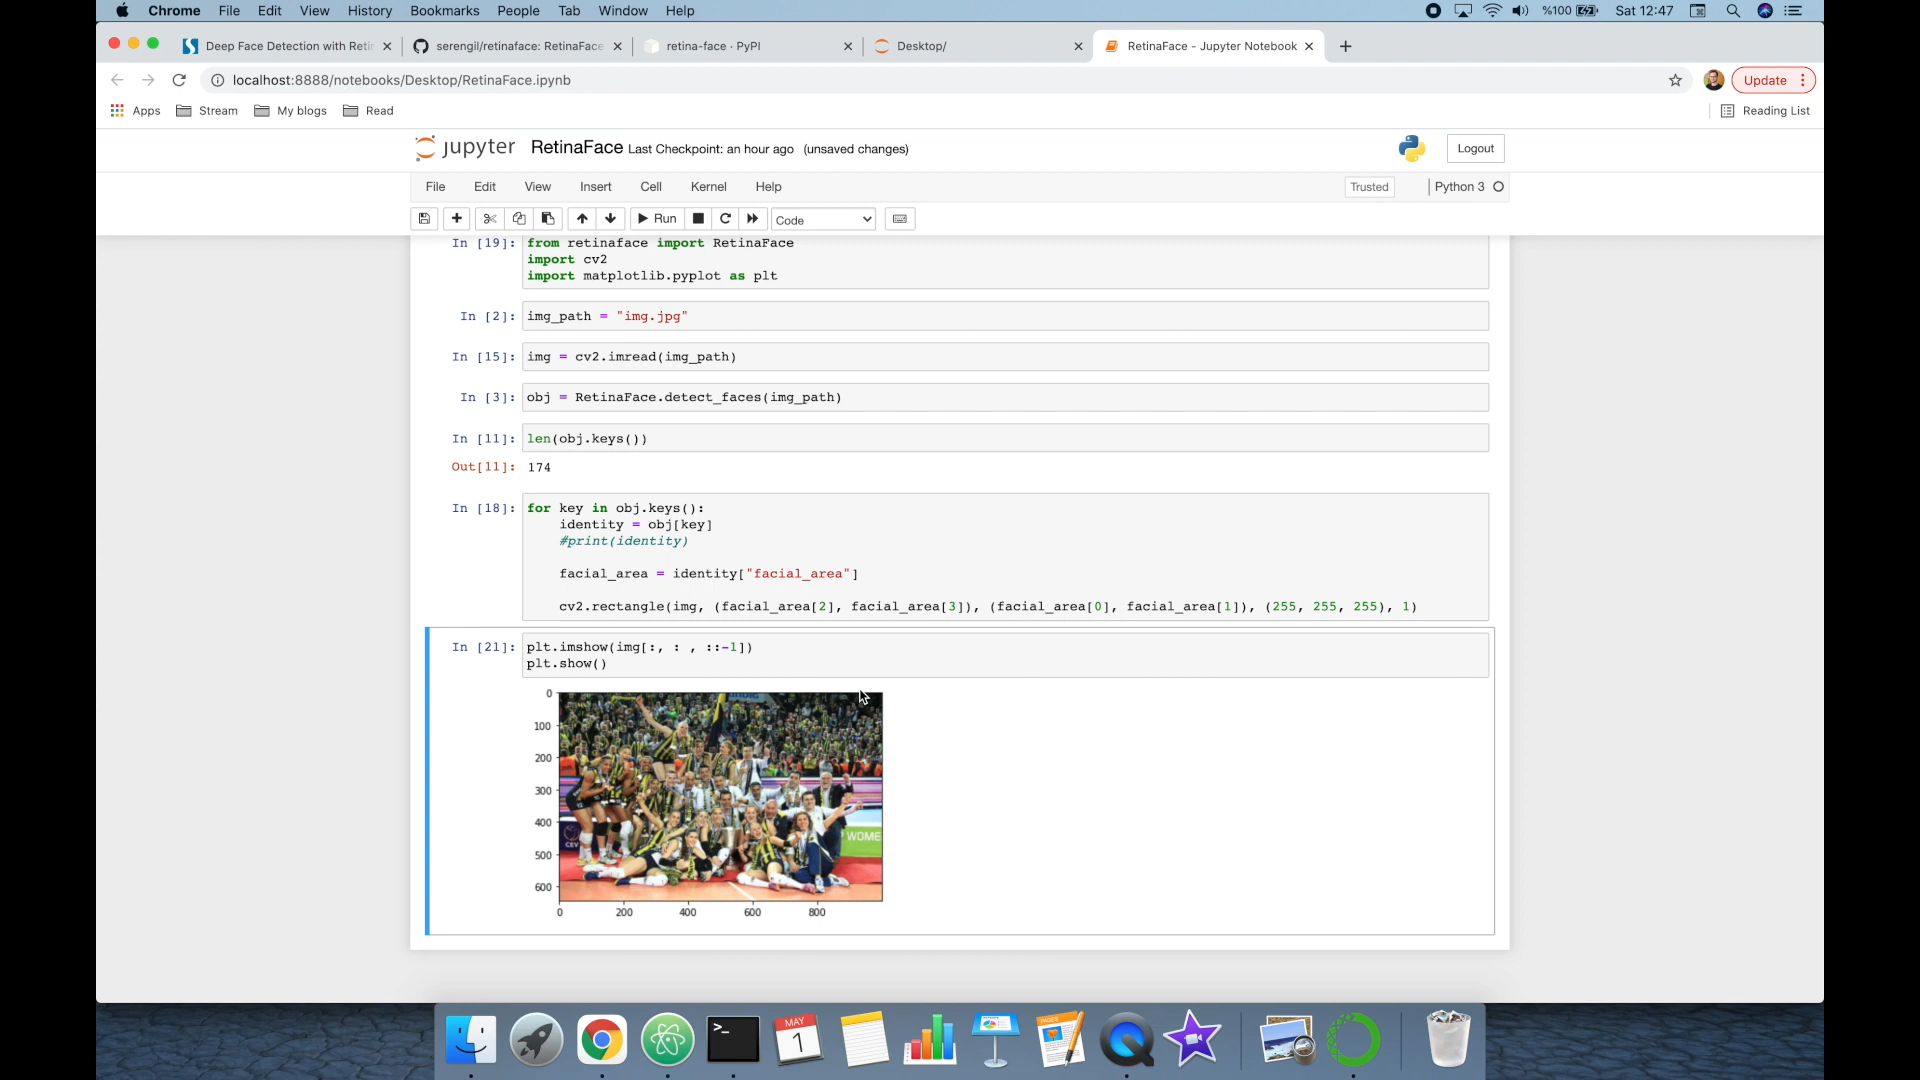 Chrome File Edit View History Bookmarks People Tab Window Help %100 Sat 12:47
Deep Face Detection with Reti serengil/retinaface: RetinaFace retina-face · PyPI Desktop/ RetinaFace - Jupyter Notebook
localhost:8888/notebooks/Desktop/RetinaFace.ipynb Update
Apps Stream My blogs Read Reading List
jupyter RetinaFace Last Checkpoint: an hour ago (unsaved changes) Logout
File Edit View Insert Cell Kernel Help Trusted Python 3
Run Code
In [19]: from retinaface import RetinaFace
import cv2
import matplotlib.pyplot as plt
In [2]: img_path = "img.jpg"
In [15]: img = cv2.imread(img_path)
In [3]: obj = RetinaFace.detect_faces(img_path)
In [11]: len(obj.keys())
Out[11]: 174
In [18]: for key in obj.keys():
identity = obj[key]
#print(identity)
facial_area = identity["facial_area"]
cv2.rectangle(img, (facial_area[2], facial_area[3]), (facial_area[0], facial_area[1]), (255, 255, 255), 1)
In [21]: plt.imshow(img[:, : , ::-1])
plt.show()
0
100
200
300
400
500
600
0 200 400 600 800
CEV
WOME
MAY
1
PAGES